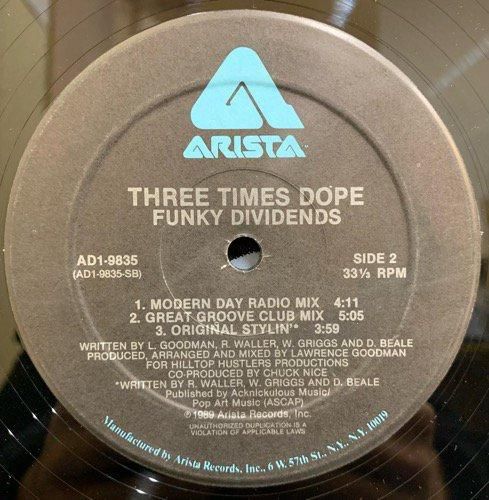 ARISTA™
THREE TIMES DOPE
FUNKY DIVIDENDS
AD1-9835
(AD1-9835-SB)
SIDE 2
33⅓ RPM
1. MODERN DAY RADIO MIX 4:11
2. GREAT GROOVE CLUB MIX 5:05
3. ORIGINAL STYLIN'* 3:59
WRITTEN BY L. GOODMAN, R. WALLER, W. GRIGGS AND D. BEALE
PRODUCED, ARRANGED AND MIXED BY LAWRENCE GOODMAN
FOR HILLTOP HUSTLERS PRODUCTIONS
CO-PRODUCED BY CHUCK NICE
*WRITTEN BY R. WALLER, W. GRIGGS AND D. BEALE
Published by Acknickulous Music/
Pop Art Music (ASCAP)
℗1989 Arista Records, Inc.
UNAUTHORIZED DUPLICATION IS A
VIOLATION OF APPLICABLE LAWS
Manufactured by Arista Records, Inc., 6 W. 57th St., N.Y., N.Y. 10019